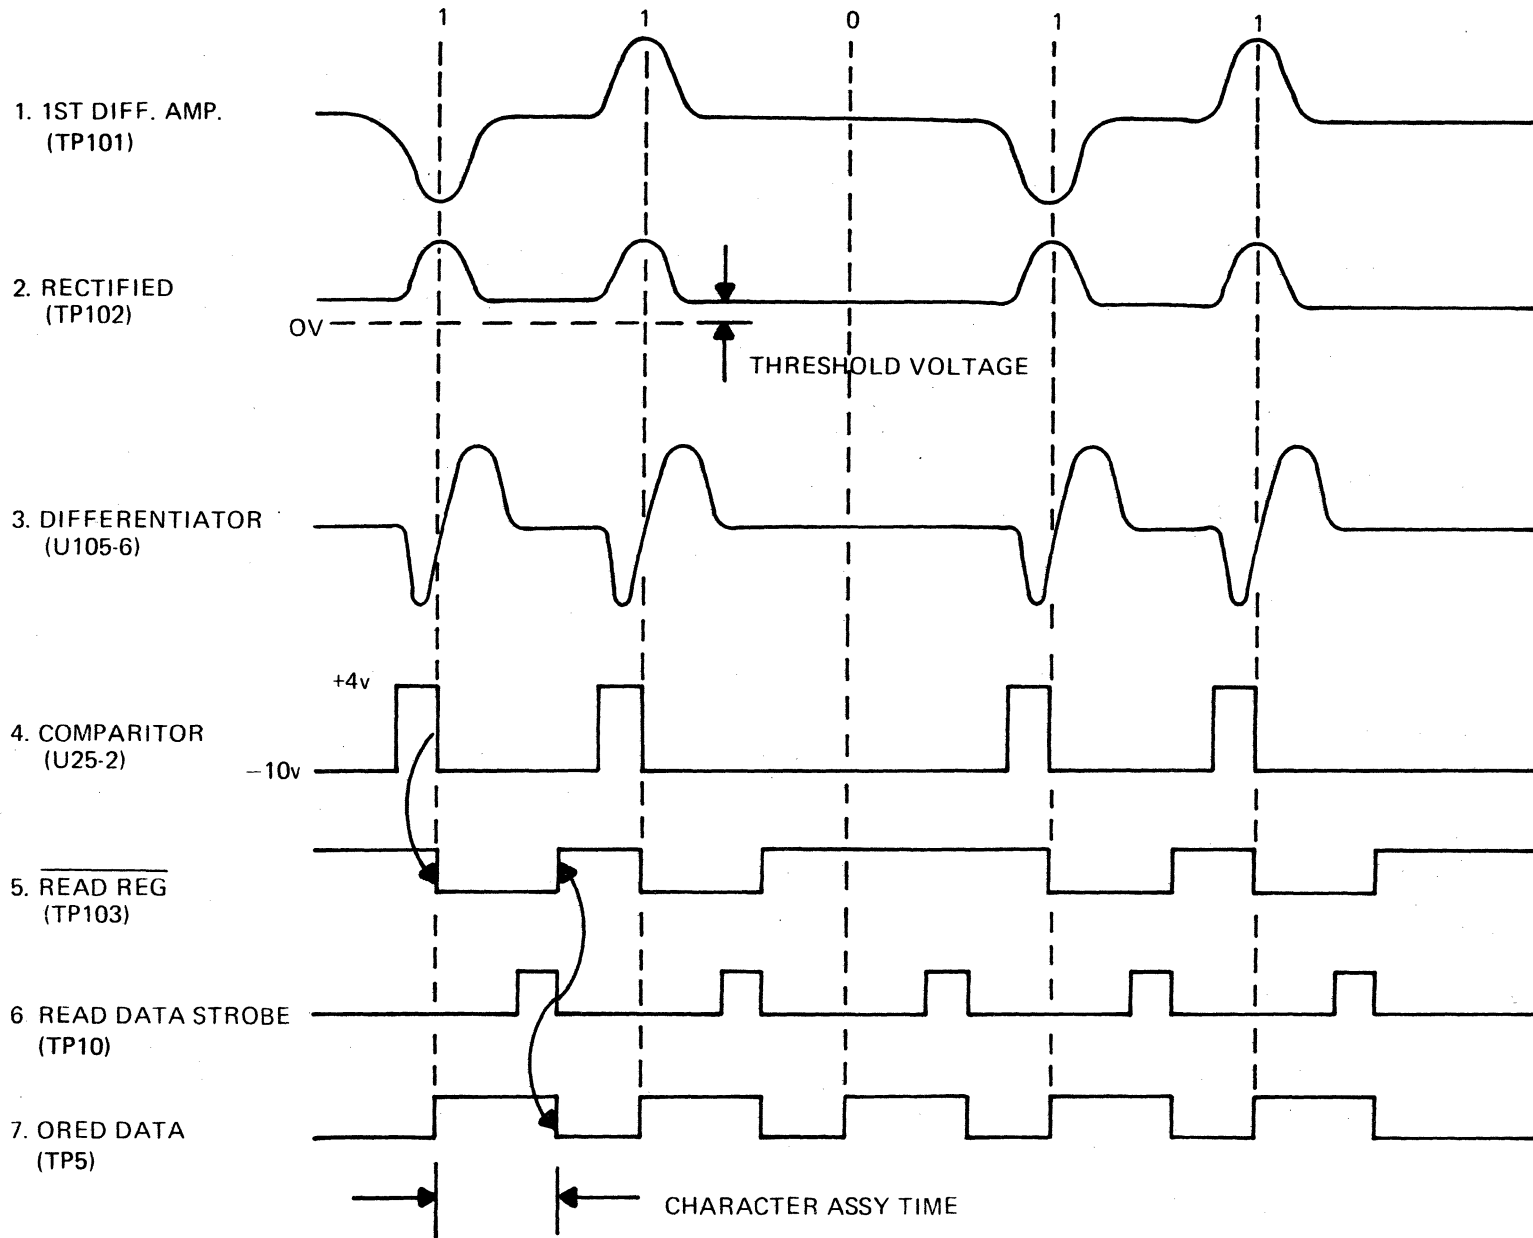 1 1 0 1 1
1. 1ST DIFF. AMP.
(TP101)
2. RECTIFIED
(TP102)
OV
THRESHOLD VOLTAGE
3. DIFFERENTIATOR
(U105-6)
+4v
4. COMPARITOR
(U25-2)
−10v
5. READ REG
(TP103)
6 READ DATA STROBE
(TP10)
7. ORED DATA
(TP5)
CHARACTER ASSY TIME